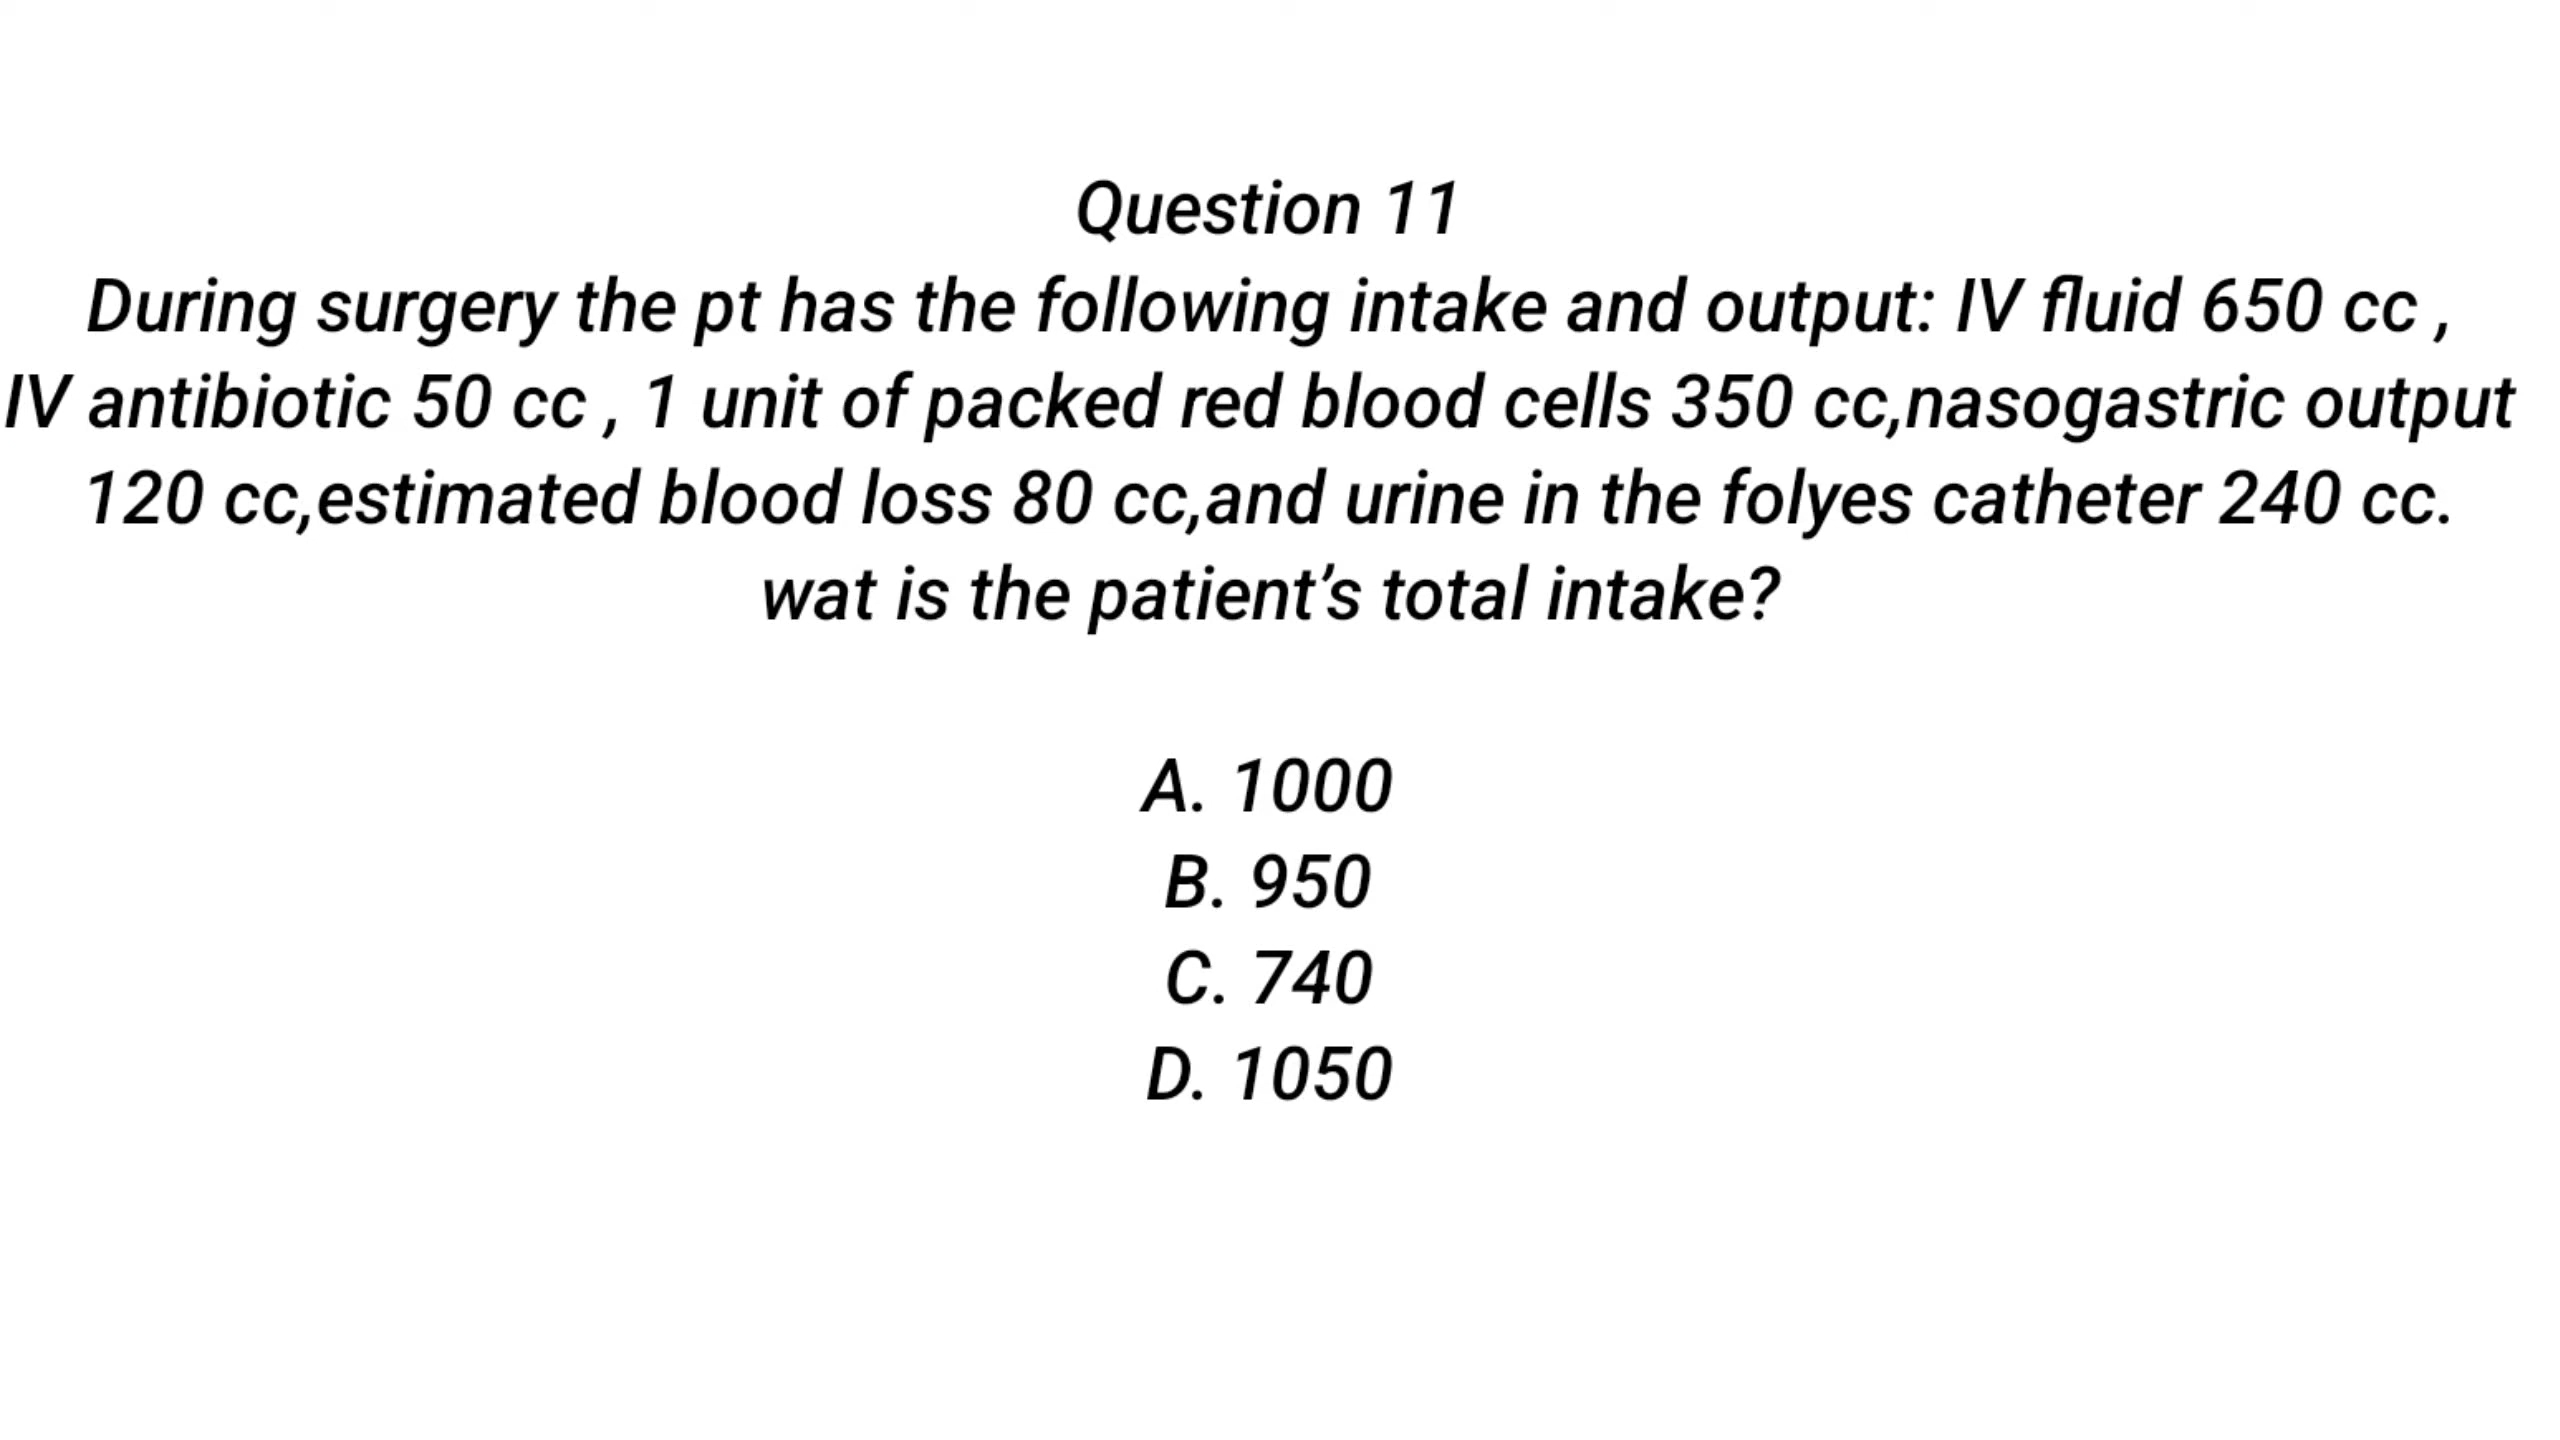 Question 11
During surgery the pt has the following intake and output: IV fluid 650 cc ,
IV antibiotic 50 cc , 1 unit of packed red blood cells 350 cc,nasogastric output
120 cc,estimated blood loss 80 cc,and urine in the folyes catheter 240 cc.
wat is the patient’s total intake?
A. 1000
B. 950
C. 740
D. 1050